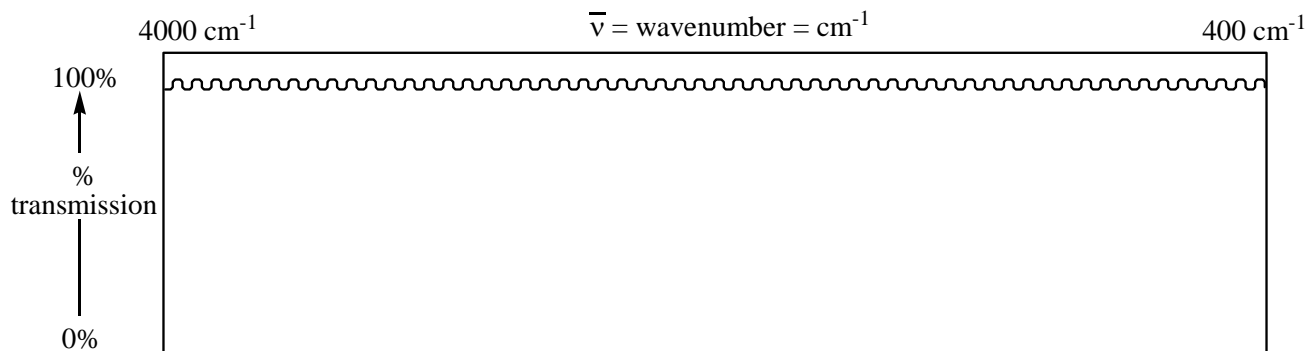 4000 cm⁻¹
ν̅ = wavenumber = cm⁻¹
400 cm⁻¹
100%
%
transmission
0%